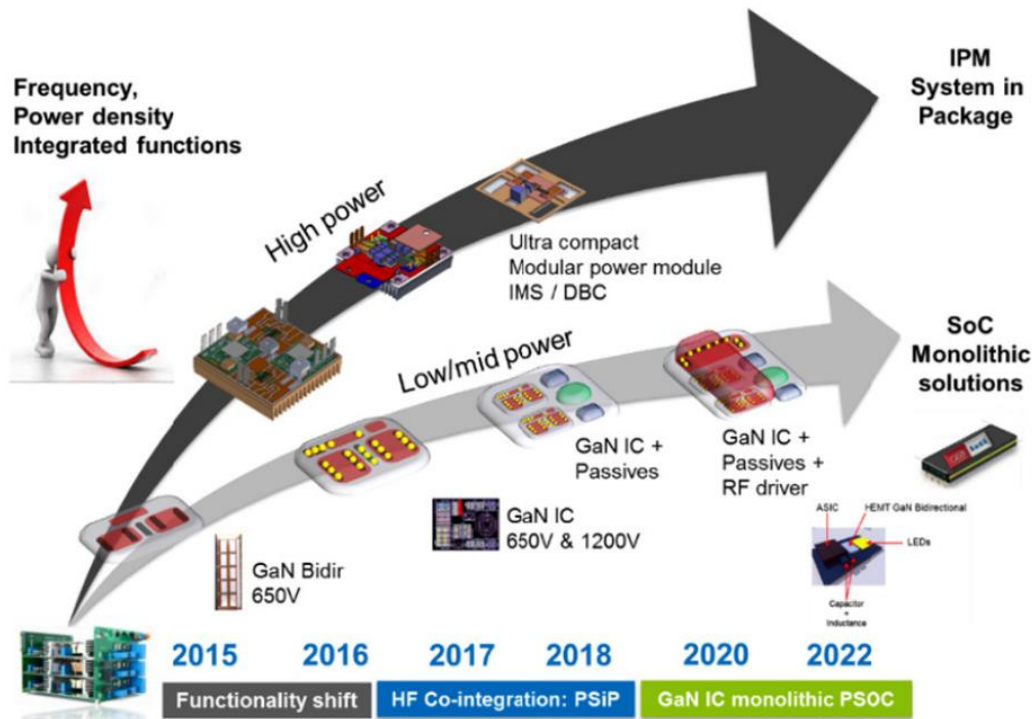 Frequency,
Power density
Integrated functions
IPM
System in
Package
High power
Ultra compact
Modular power module
IMS / DBC
Low/mid power
SoC
Monolithic
solutions
GaN IC +
Passives
GaN IC +
Passives +
RF driver
GaN IC
650V & 1200V
GaN Bidir
650V
ASIC
HEMT GaN Bidirectional
LEDs
Capacitor
+
Inductance
2015
2016
2017
2018
2020
2022
Functionality shift
HF Co-integration: PSiP
GaN IC monolithic PSOC